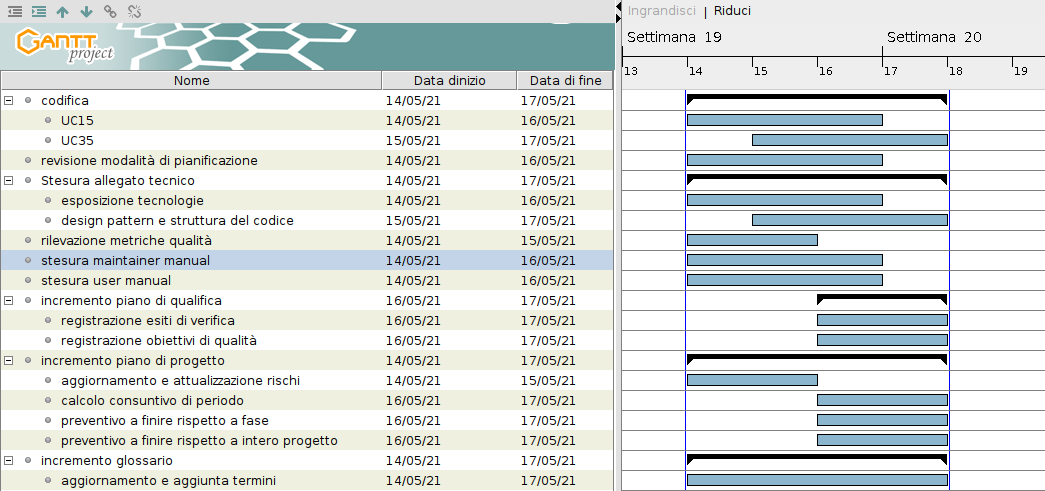 Ingrandisci | Riduci
GANTT project
Settimana 19 Settimana 20
13 14 15 16 17 18 19
Nome Data dinizio Data di fine
codifica 14/05/21 17/05/21
UC15 14/05/21 16/05/21
UC35 15/05/21 17/05/21
revisione modalità di pianificazione 14/05/21 16/05/21
Stesura allegato tecnico 14/05/21 17/05/21
esposizione tecnologie 14/05/21 16/05/21
design pattern e struttura del codice 15/05/21 17/05/21
rilevazione metriche qualità 14/05/21 15/05/21
stesura maintainer manual 14/05/21 16/05/21
stesura user manual 14/05/21 16/05/21
incremento piano di qualifica 16/05/21 17/05/21
registrazione esiti di verifica 16/05/21 17/05/21
registrazione obiettivi di qualità 16/05/21 17/05/21
incremento piano di progetto 14/05/21 17/05/21
aggiornamento e attualizzazione rischi 14/05/21 15/05/21
calcolo consuntivo di periodo 16/05/21 17/05/21
preventivo a finire rispetto a fase 16/05/21 17/05/21
preventivo a finire rispetto a intero progetto 16/05/21 17/05/21
incremento glossario 14/05/21 17/05/21
aggiornamento e aggiunta termini 14/05/21 17/05/21